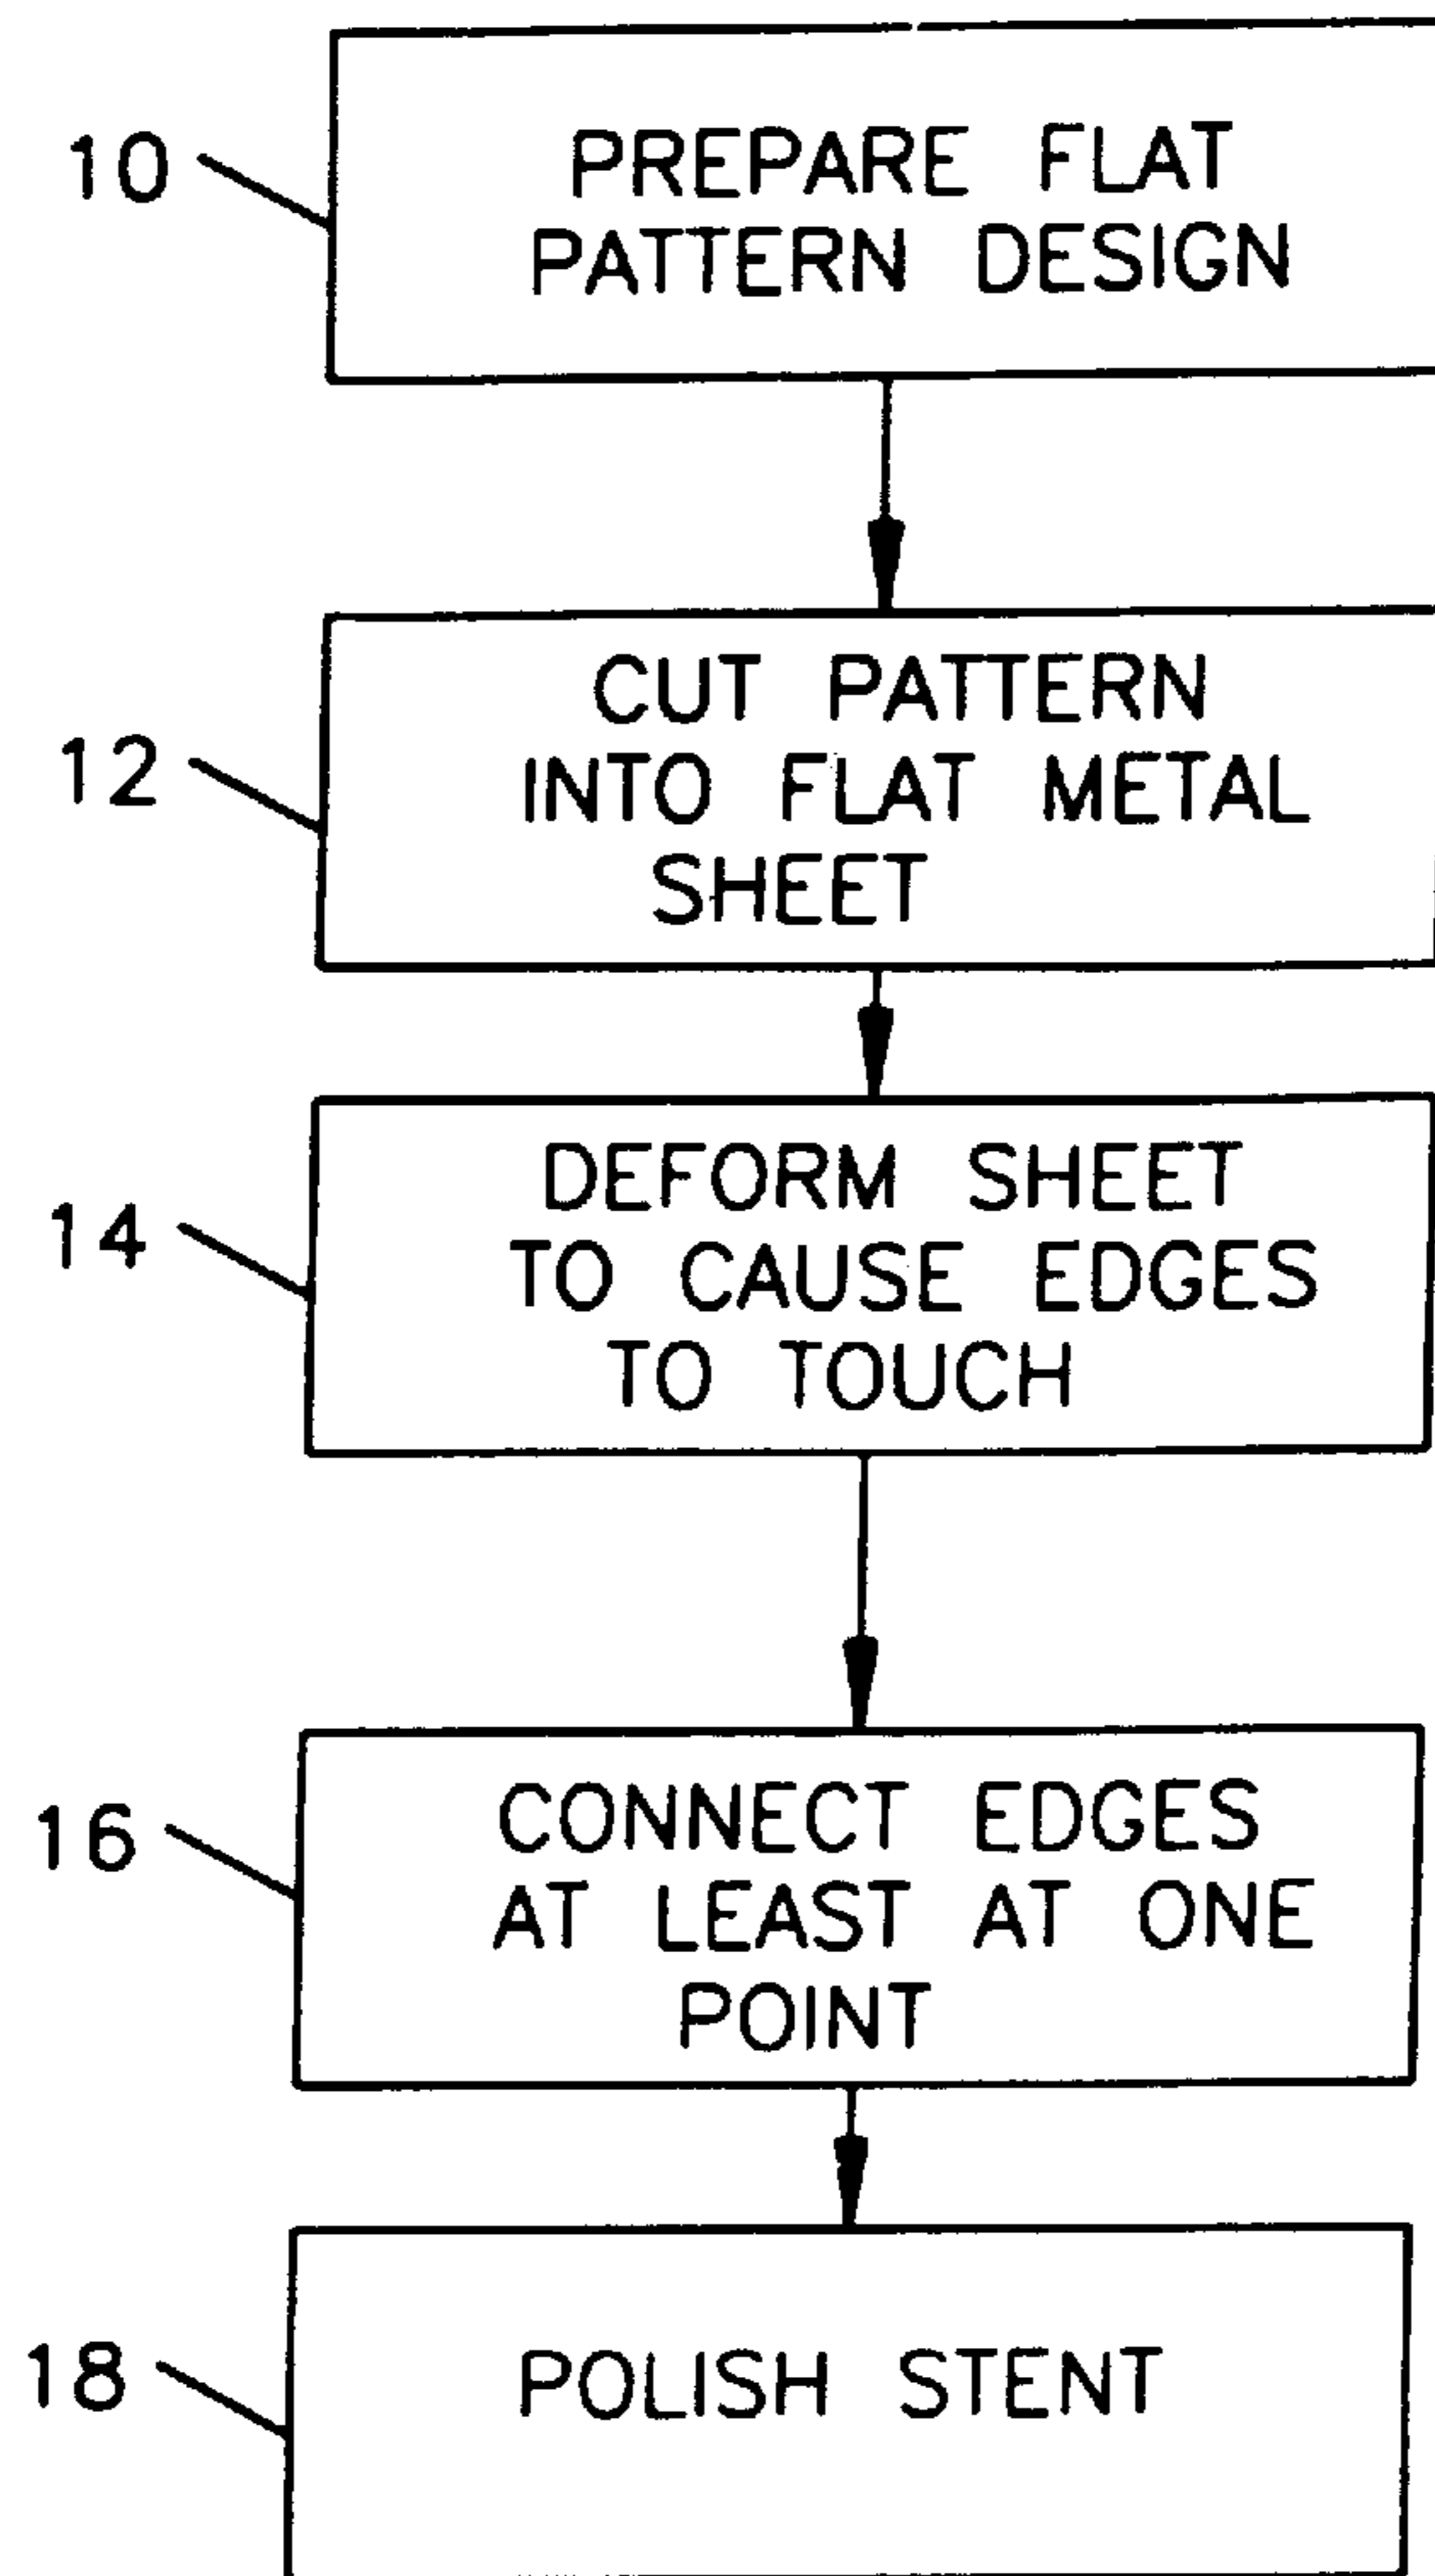 10
PREPARE FLAT
PATTERN DESIGN
12
CUT PATTERN
INTO FLAT METAL
SHEET
14
DEFORM SHEET
TO CAUSE EDGES
TO TOUCH
16
CONNECT EDGES
AT LEAST AT ONE
POINT
18
POLISH STENT